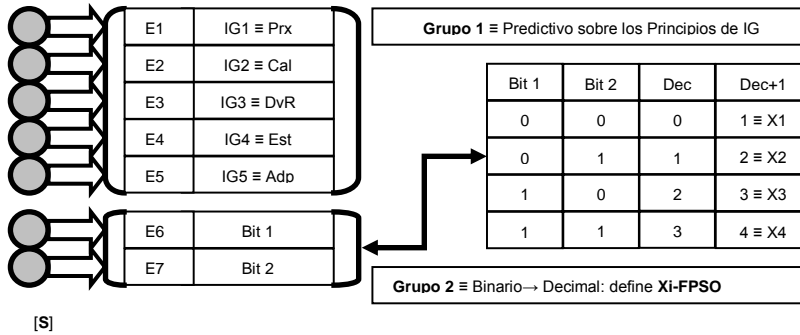 E1 IG1 ≡ Prx
E2 IG2 ≡ Cal
E3 IG3 ≡ DvR
E4 IG4 ≡ Est
E5 IG5 ≡ Adp
E6 Bit 1
E7 Bit 2
[S]
Grupo 1 ≡ Predictivo sobre los Principios de IG
Bit 1 Bit 2 Dec Dec+1
0 0 0 1 ≡ X1
0 1 1 2 ≡ X2
1 0 2 3 ≡ X3
1 1 3 4 ≡ X4
Grupo 2 ≡ Binario→ Decimal: define Xi-FPSO